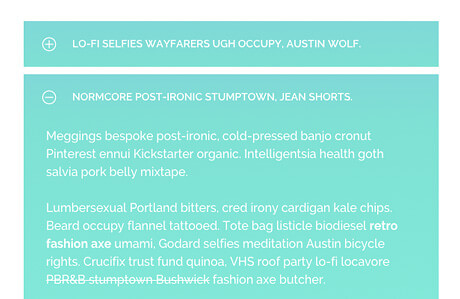 LO-FI SELFIES WAYFARERS UGH OCCUPY, AUSTIN WOLF.
NORMCORE POST-IRONIC STUMPTOWN, JEAN SHORTS.
Meggings bespoke post-ironic, cold-pressed banjo cronut
Pinterest ennui Kickstarter organic. Intelligentsia health goth
salvia pork belly mixtape.
Lumbersexual Portland bitters, cred irony cardigan kale chips.
Beard occupy flannel tattooed. Tote bag listicle biodiesel retro
fashion axe umami. Godard selfies meditation Austin bicycle
rights. Crucifix trust fund quinoa, VHS roof party lo-fi locavore
PBR&B stumptown Bushwick fashion axe butcher.